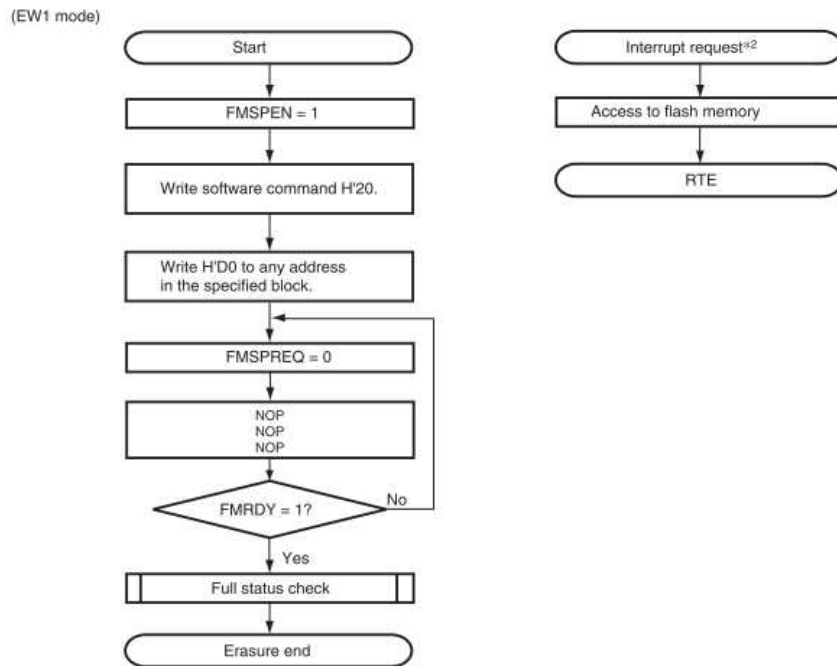 (EW1 mode)
Start
FMSPEN = 1
Write software command H'20.
Write H'D0 to any address
in the specified block.
FMSPREQ = 0
NOP
NOP
NOP
FMRDY = 1?
No
Yes
Full status check
Erasure end
Interrupt request*2
Access to flash memory
RTE